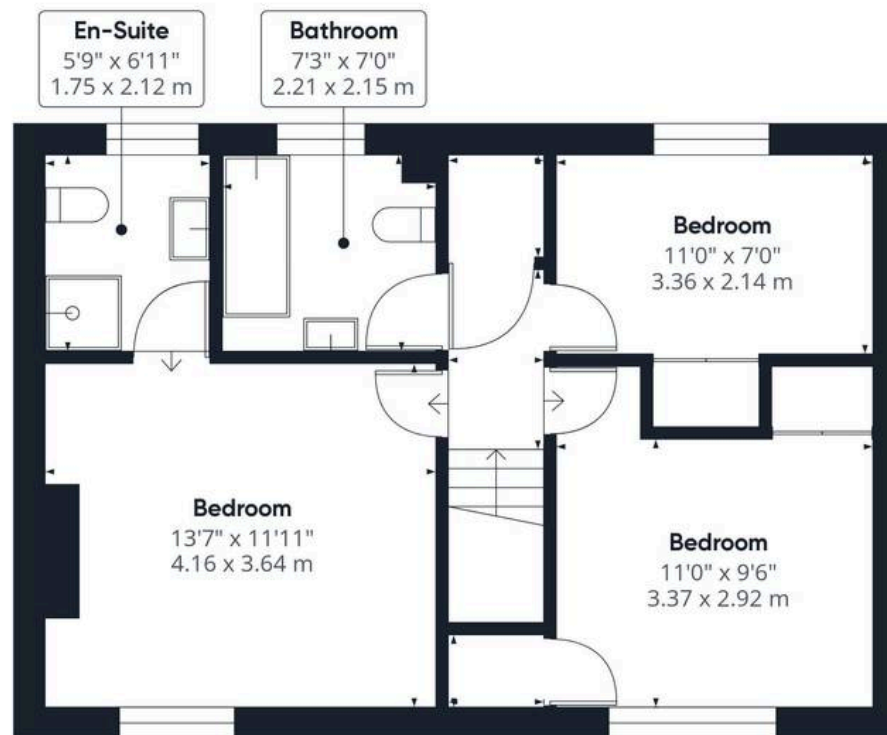 En-Suite
5'9" x 6'11"
1.75 x 2.12 m
Bathroom
7'3" x 7'0"
2.21 x 2.15 m
Bedroom
11'0" x 7'0"
3.36 x 2.14 m
Bedroom
13'7" x 11'11"
4.16 x 3.64 m
Bedroom
11'0" x 9'6"
3.37 x 2.92 m